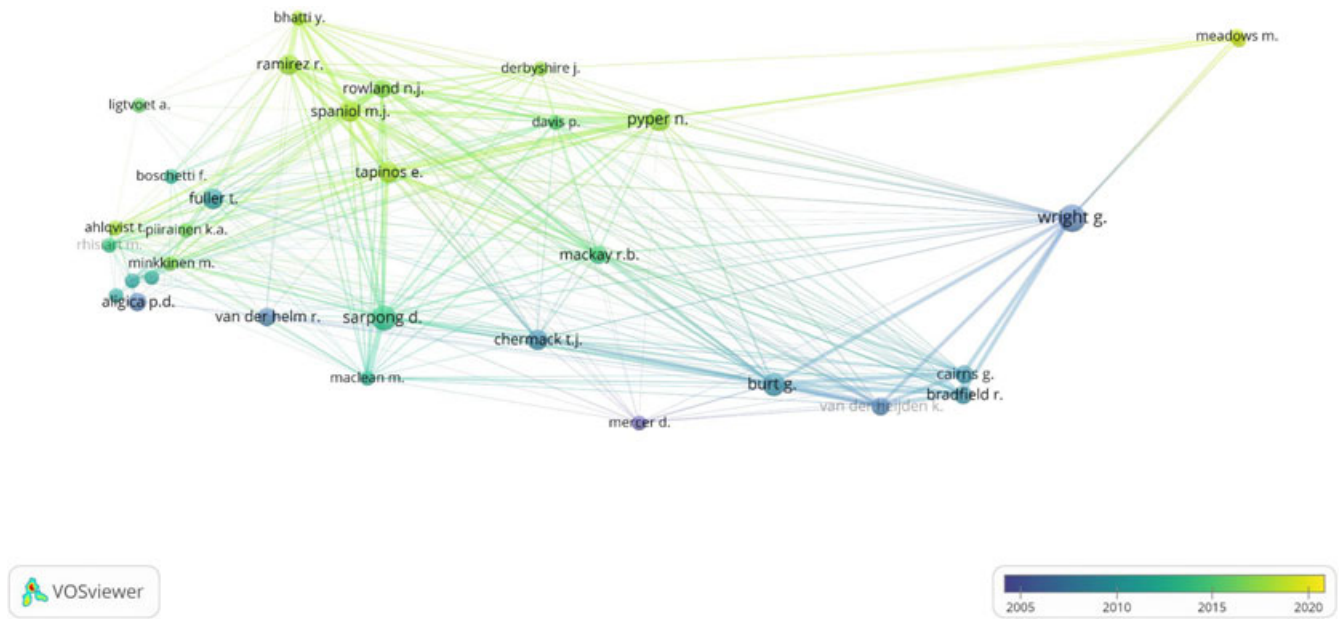 bhatti y.
meadows m.
ramirez r.
derbyshire j.
rowland n.j.
ligtvoet a.
spaniol m.j.
davis p.
pyper n.
tapinos e.
boschetti f.
fuller t.
wright g.
ahlqvist t.
piirainen k.a.
rhisiart m.
mackay r.b.
minkkinen m.
aligica p.d.
van der helm r.
sarpong d.
chermack t.j.
maclean m.
cairns g.
burt g.
bradfield r.
van der heijden k.
mercer d.
VOSviewer
2005
2010
2015
2020